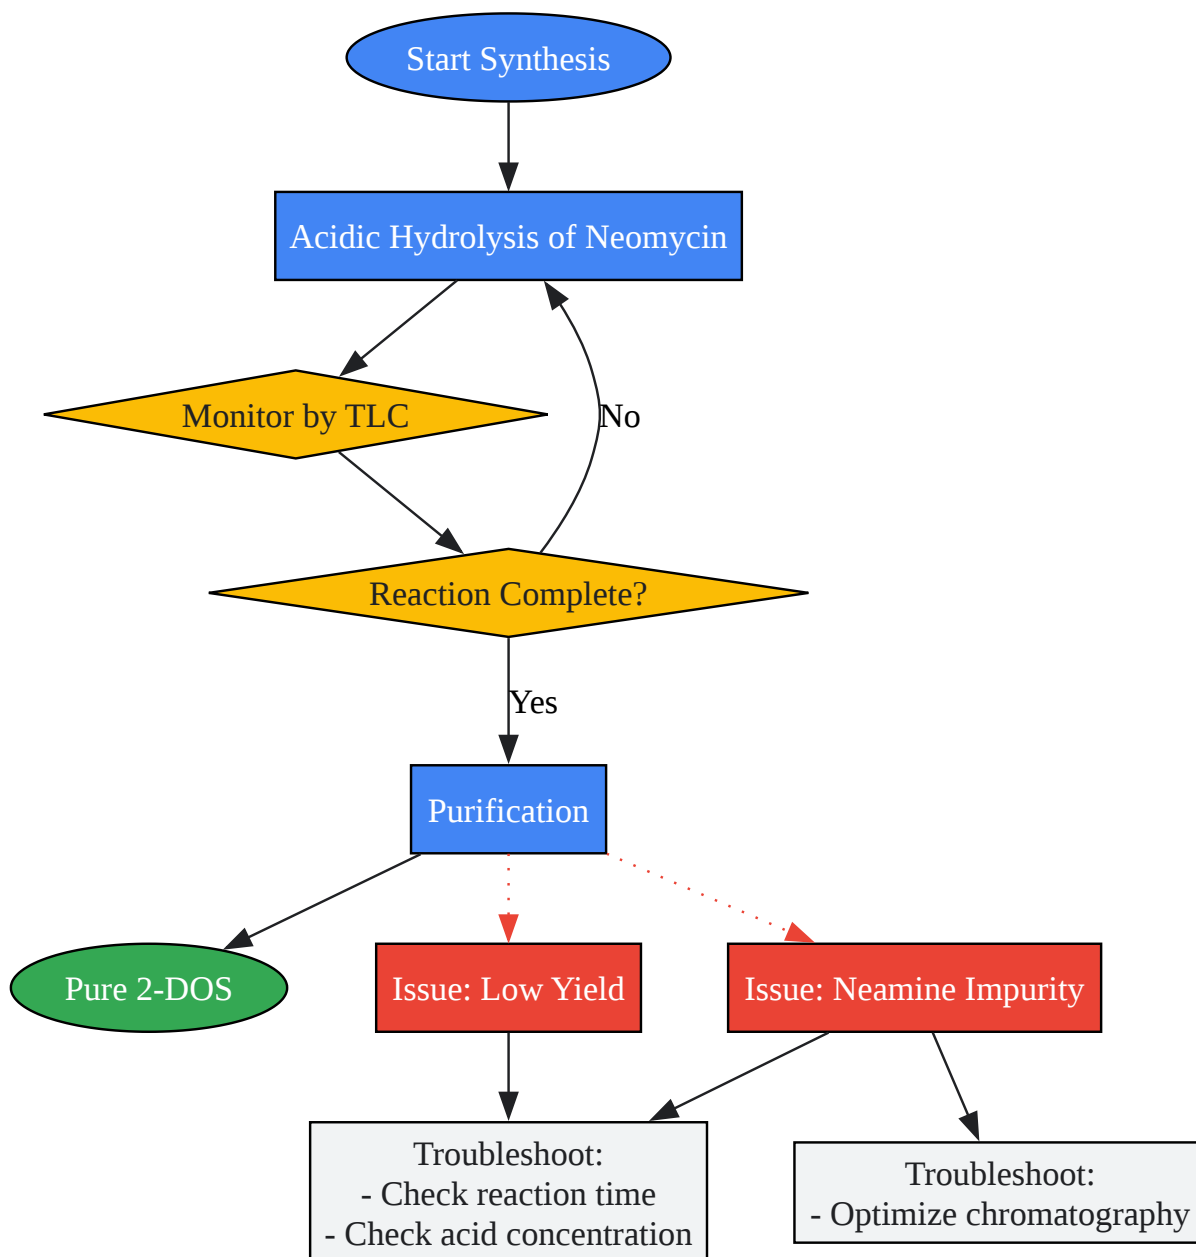 Start Synthesis
Acidic Hydrolysis of Neomycin
Monitor by TLC
No
Reaction Complete?
Yes
Purification
Pure 2-DOS
Issue: Low Yield
Issue: Neamine Impurity
Troubleshoot:
- Check reaction time
- Check acid concentration
Troubleshoot:
- Optimize chromatography